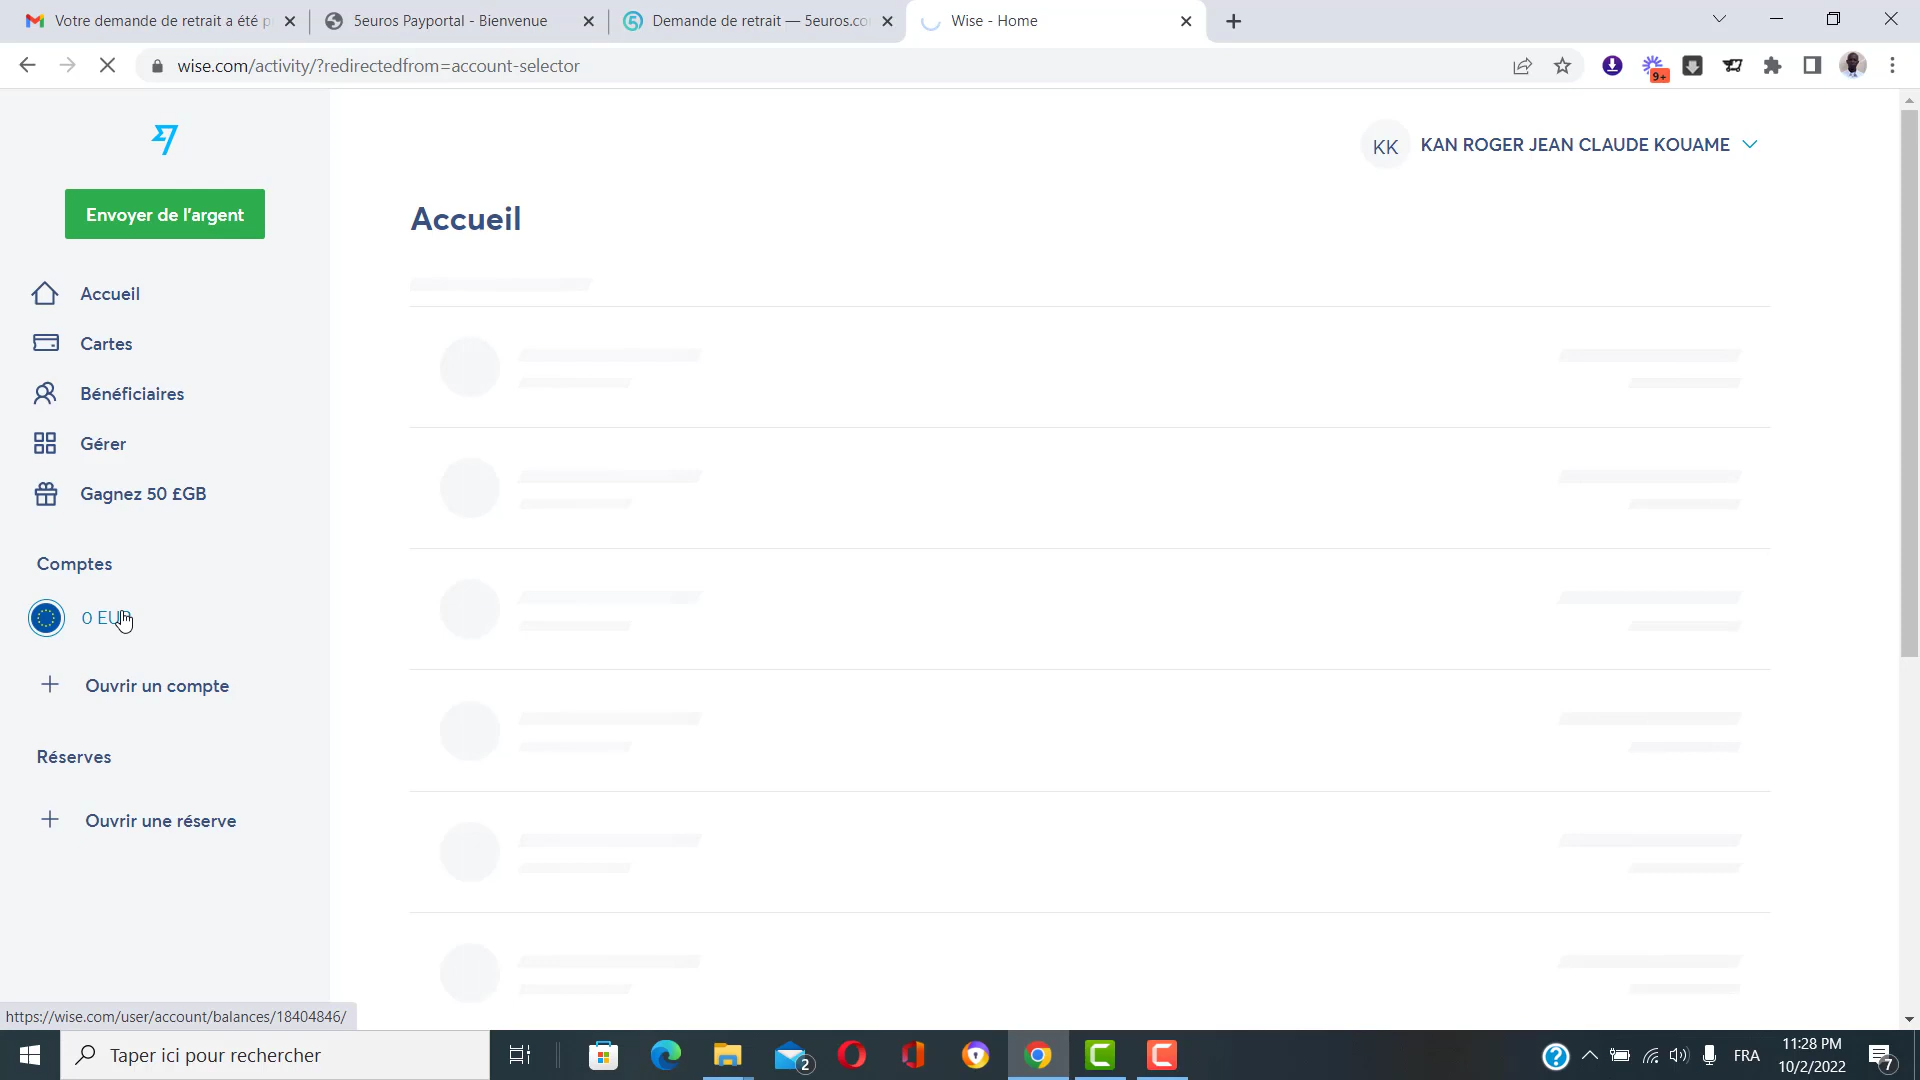 Votre demande de retrait a été p
5euros Payportal - Bienvenue
Demande de retrait — 5euros.co
Wise - Home
wise.com/activity/?redirectedfrom=account-selector
9+
KK KAN ROGER JEAN CLAUDE KOUAME
Envoyer de l'argent
Accueil
Accueil
Cartes
Bénéficiaires
Gérer
Gagnez 50 £GB
Comptes
0 EUR
Ouvrir un compte
Réserves
Ouvrir une réserve
https://wise.com/user/account/balances/18404846/
Taper ici pour rechercher
2
FRA
11:28 PM
10/2/2022
7